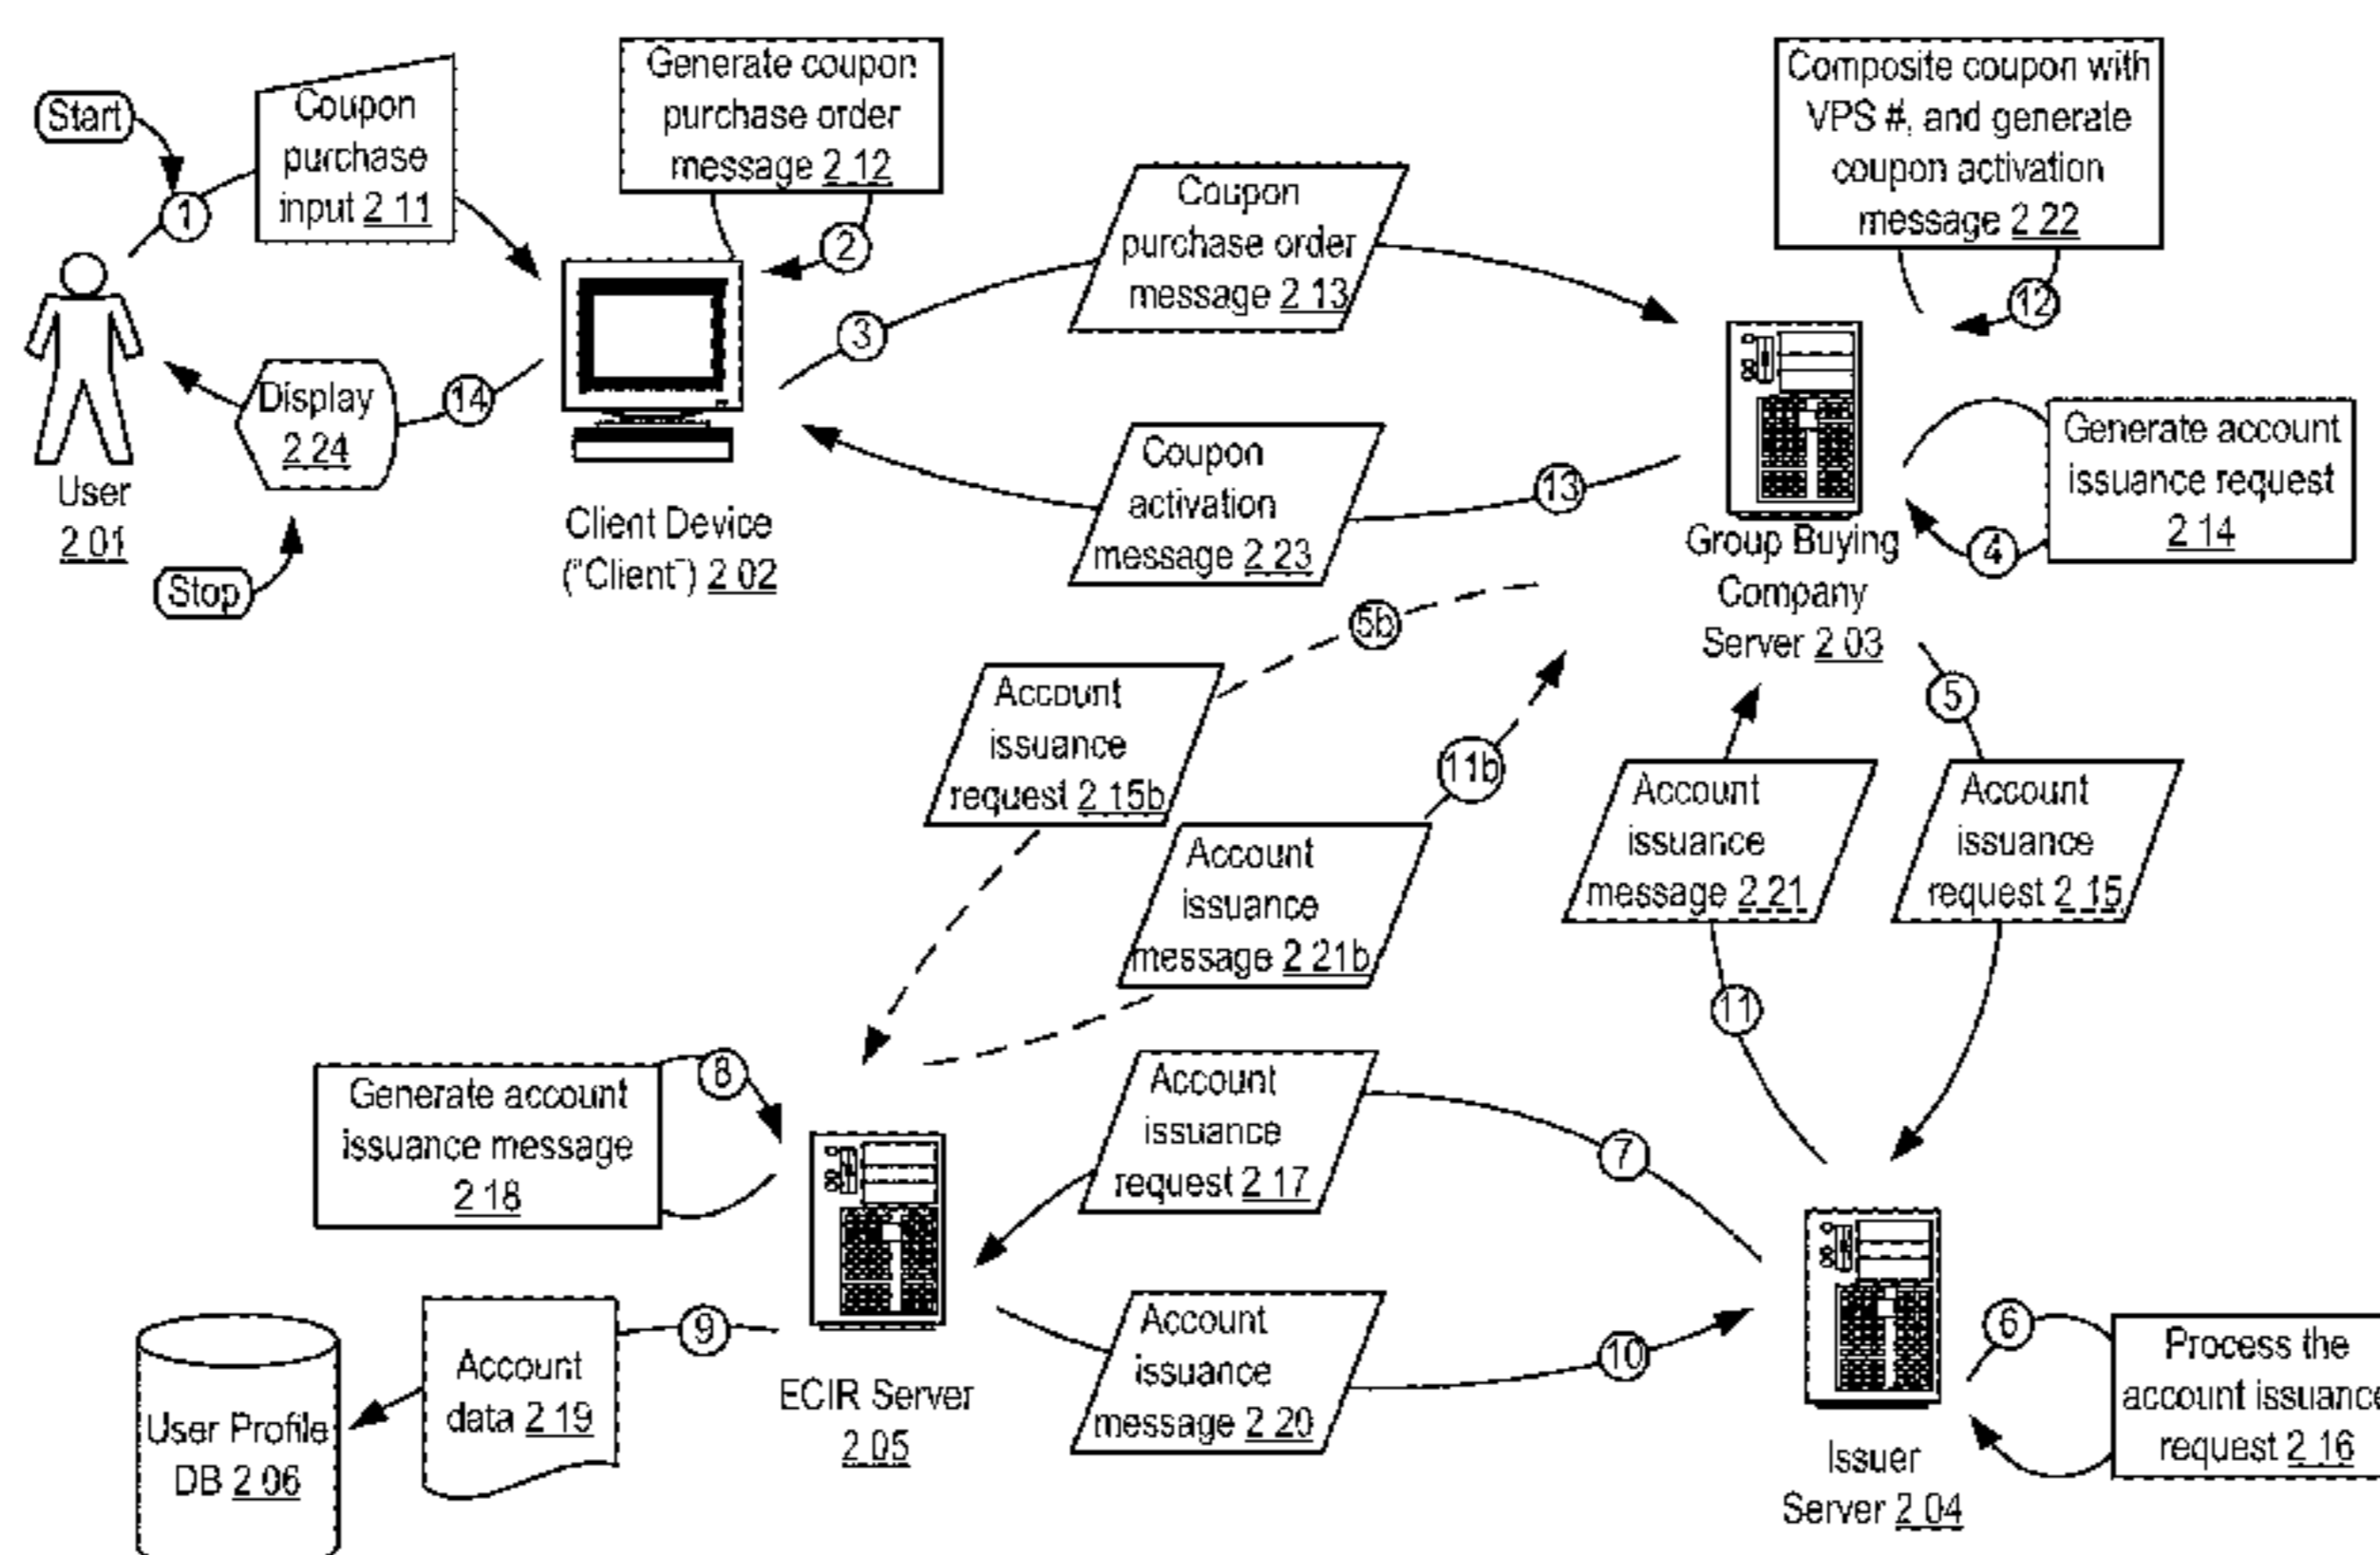 Start
1
Coupon
purchase
input 2 11
Generate coupon
purchase order
message 2 12
2
Coupon
purchase order
message 2 13
3
Composite coupon with
VPS #, and generate
coupon activation
message 2 22
12
Display
2 24
14
User
2 01
Stop
Client Device
("Client") 2 02
Coupon
activation
message 2 23
13
Group Buying
Company
Server 2 03
Generate account
issuance request
2 14
4
5b
Account
issuance
request 2 15b
11b
Account
issuance
message 2 21b
5
Account
issuance
message 2 21
Account
issuance
request 2 15
11
Generate account
issuance message
2 18
8
Account
issuance
request 2 17
7
User Profile
DB 2 06
Account
data 2 19
9
ECIR Server
2 05
Account
issuance
message 2 20
10
Issuer
Server 2 04
6
Process the
account issuance
request 2 16